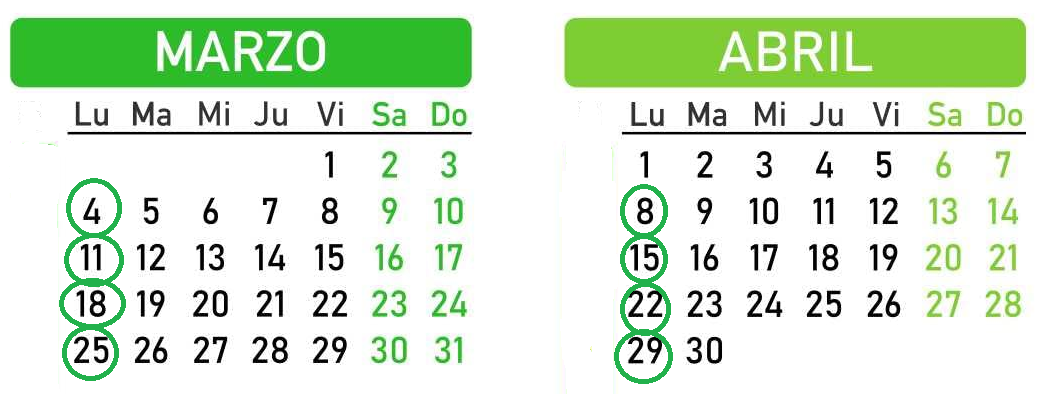 MARZO
Lu Ma Mi Ju Vi Sa Do
1 2 3
4 5 6 7 8 9 10
11 12 13 14 15 16 17
18 19 20 21 22 23 24
25 26 27 28 29 30 31
ABRIL
Lu Ma Mi Ju Vi Sa Do
1 2 3 4 5 6 7
8 9 10 11 12 13 14
15 16 17 18 19 20 21
22 23 24 25 26 27 28
29 30